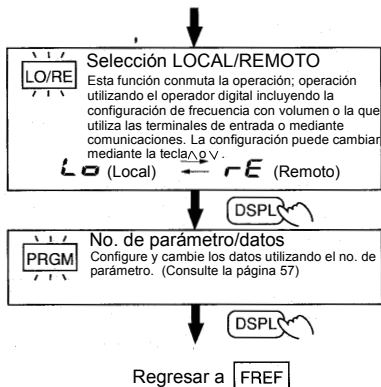 LO/RE
Selección LOCAL/REMOTO
Esta función conmuta la operación; operación
utilizando el operador digital incluyendo la
configuración de frecuencia con volumen o la que
utiliza las terminales de entrada o mediante
comunicaciones. La configuración puede cambiar
mediante la tecla∧o∨.
Lo (Local) rE (Remoto)
DSPL
PRGM
No. de parámetro/datos
Configure y cambie los datos utilizando el no. de
parámetro. (Consulte la página 57)
DSPL
Regresar a FREF